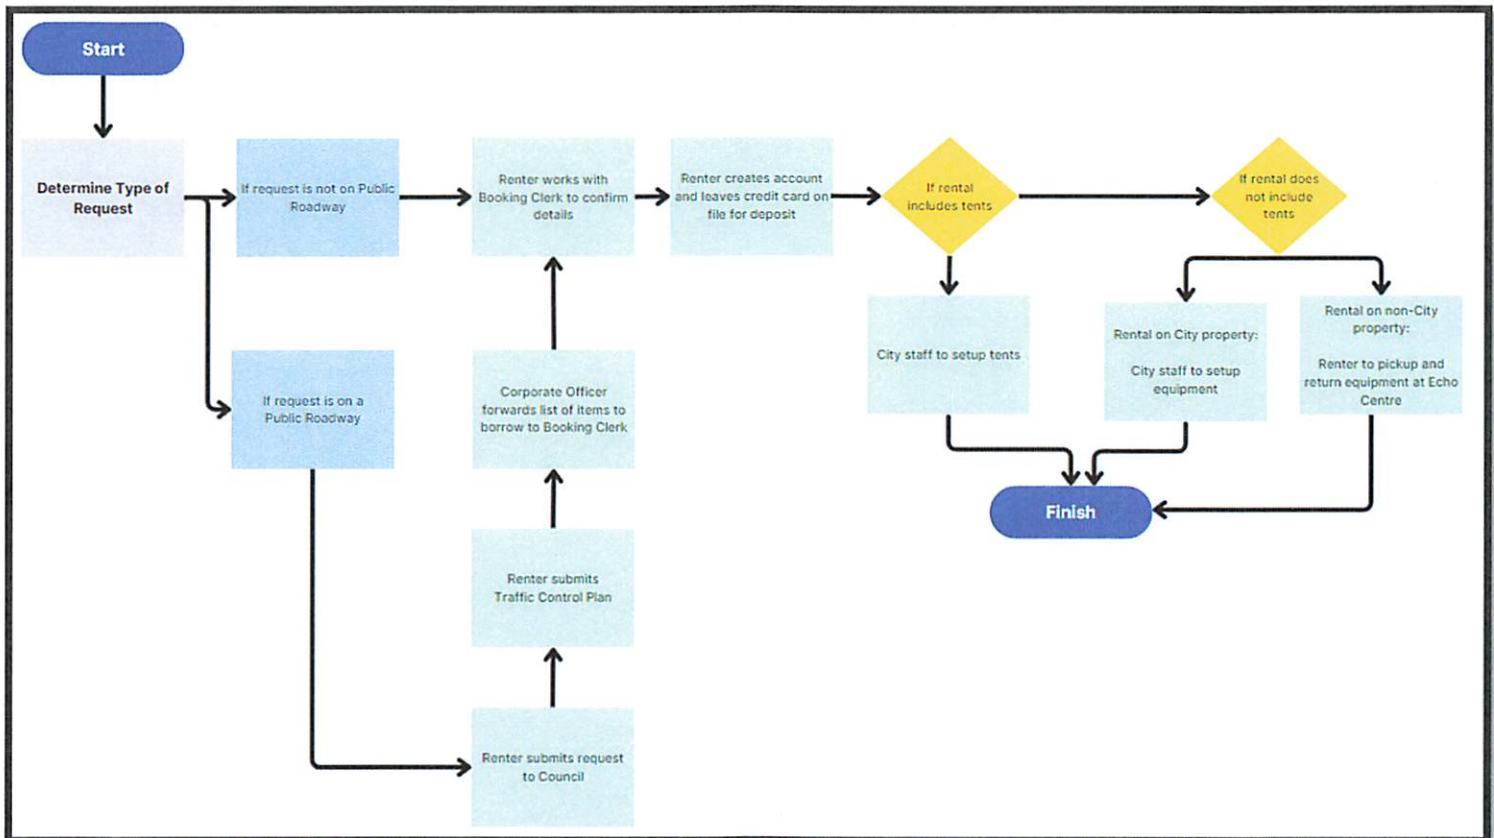 Start
Determine Type of
Request
If request is not on Public
Roadway
Renter works with
Booking Clerk to confirm
details
Renter creates account
and leaves credit card on
file for deposit
If rental
includes tents
If rental does
not include
tents
If request is on a
Public Roadway
Corporate Officer
forwards list of items to
borrow to Booking Clerk
City staff to setup tents
Rental on City property:
City staff to setup
equipment
Rental on non-City
property:
Renter to pickup and
return equipment at Echo
Centre
Finish
Renter submits
Traffic Control Plan
Renter submits request
to Council